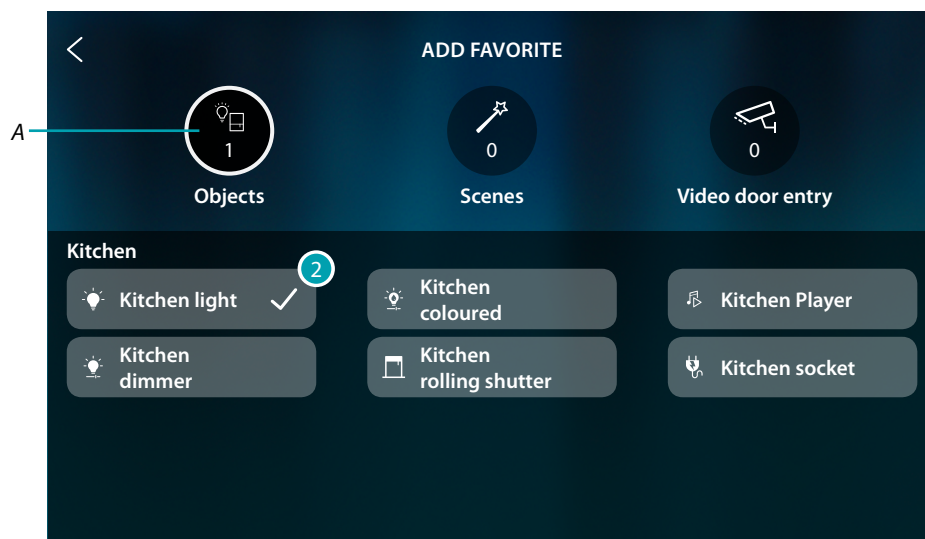 ADD FAVORITE
A
1
0
0
Objects
Scenes
Video door entry
Kitchen
2
Kitchen light
Kitchen
coloured
Kitchen Player
Kitchen
dimmer
Kitchen
rolling shutter
Kitchen socket